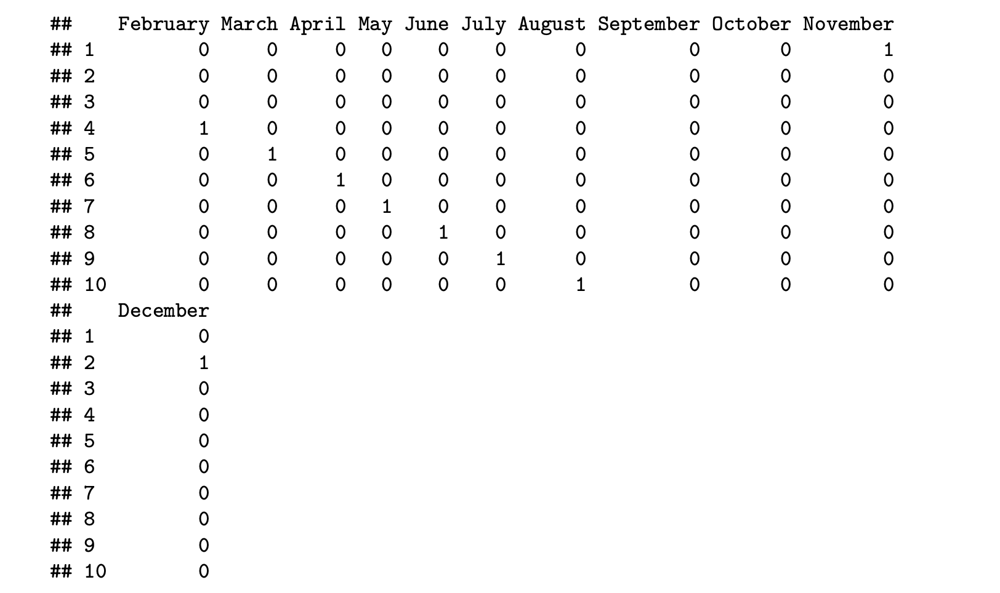 ##    February March April May June July August September October November
## 1         0     0     0   0    0    0      0         0       0        1
## 2         0     0     0   0    0    0      0         0       0        0
## 3         0     0     0   0    0    0      0         0       0        0
## 4         1     0     0   0    0    0      0         0       0        0
## 5         0     1     0   0    0    0      0         0       0        0
## 6         0     0     1   0    0    0      0         0       0        0
## 7         0     0     0   1    0    0      0         0       0        0
## 8         0     0     0   0    1    0      0         0       0        0
## 9         0     0     0   0    0    1      0         0       0        0
## 10        0     0     0   0    0    0      1         0       0        0
##    December
## 1         0
## 2         1
## 3         0
## 4         0
## 5         0
## 6         0
## 7         0
## 8         0
## 9         0
## 10        0